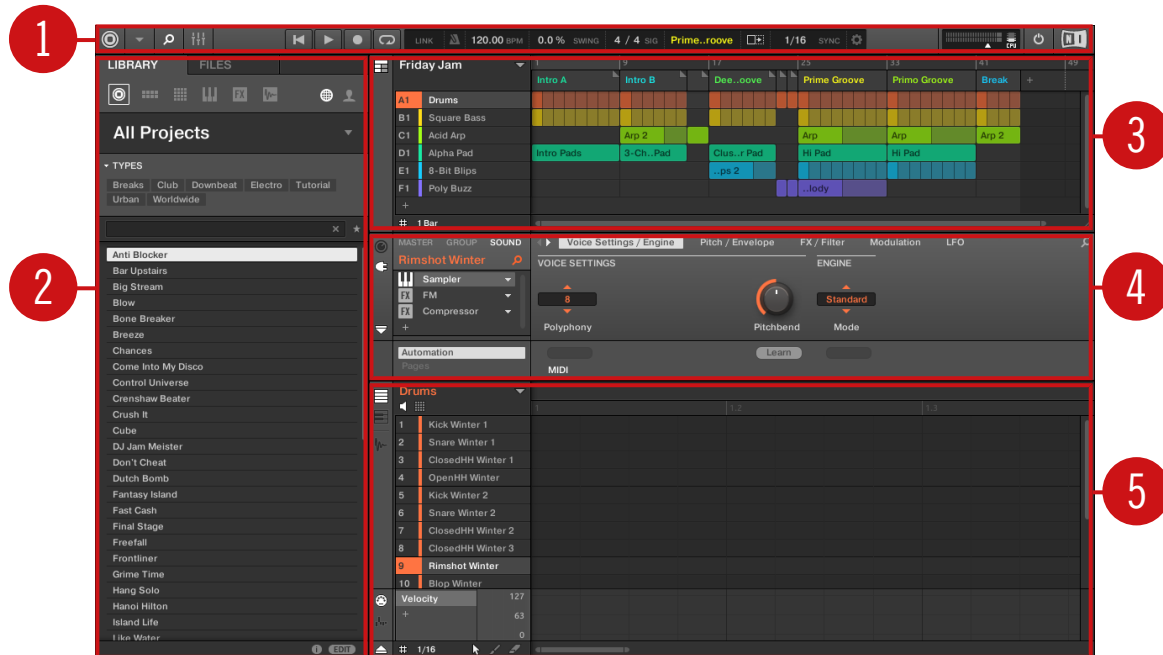 1
LINK 120.00 BPM 0.0 % SWING 4 / 4 SIG Prime..roove 1/16 SYNC CPU
2
LIBRARY FILES
FX
All Projects
TYPES
Breaks Club Downbeat Electro Tutorial
Urban Worldwide
Anti Blocker
Bar Upstairs
Big Stream
Blow
Bone Breaker
Breeze
Chances
Come Into My Disco
Control Universe
Crenshaw Beater
Crush It
Cube
DJ Jam Meister
Don't Cheat
Dutch Bomb
Fantasy Island
Fast Cash
Final Stage
Freefall
Frontliner
Grime Time
Hang Solo
Hanoi Hilton
Island Life
Like Water
EDIT
3
Friday Jam 1 9 17 25 33 41 49
Intro A Intro B Dee..oove Prime Groove Primo Groove Break +
A1 Drums
B1 Square Bass
C1 Acid Arp Arp 2 Arp Arp Arp 2
D1 Alpha Pad Intro Pads 3-Ch..Pad Clus..r Pad Hi Pad Hi Pad
E1 8-Bit Blips ..ps 2
F1 Poly Buzz ..lody
+
1 Bar
4
MASTER GROUP SOUND Voice Settings / Engine Pitch / Envelope FX / Filter Modulation LFO
Rimshot Winter VOICE SETTINGS ENGINE
Sampler
FX FM 8 Standard
FX Compressor
+ Polyphony Pitchbend Mode
Automation Learn
Pages MIDI
5
Drums
1 1.2 1.3
1 Kick Winter 1
2 Snare Winter 1
3 ClosedHH Winter 1
4 OpenHH Winter
5 Kick Winter 2
6 Snare Winter 2
7 ClosedHH Winter 2
8 ClosedHH Winter 3
9 Rimshot Winter
10 Blop Winter
Velocity 127
+ 63
0
1/16